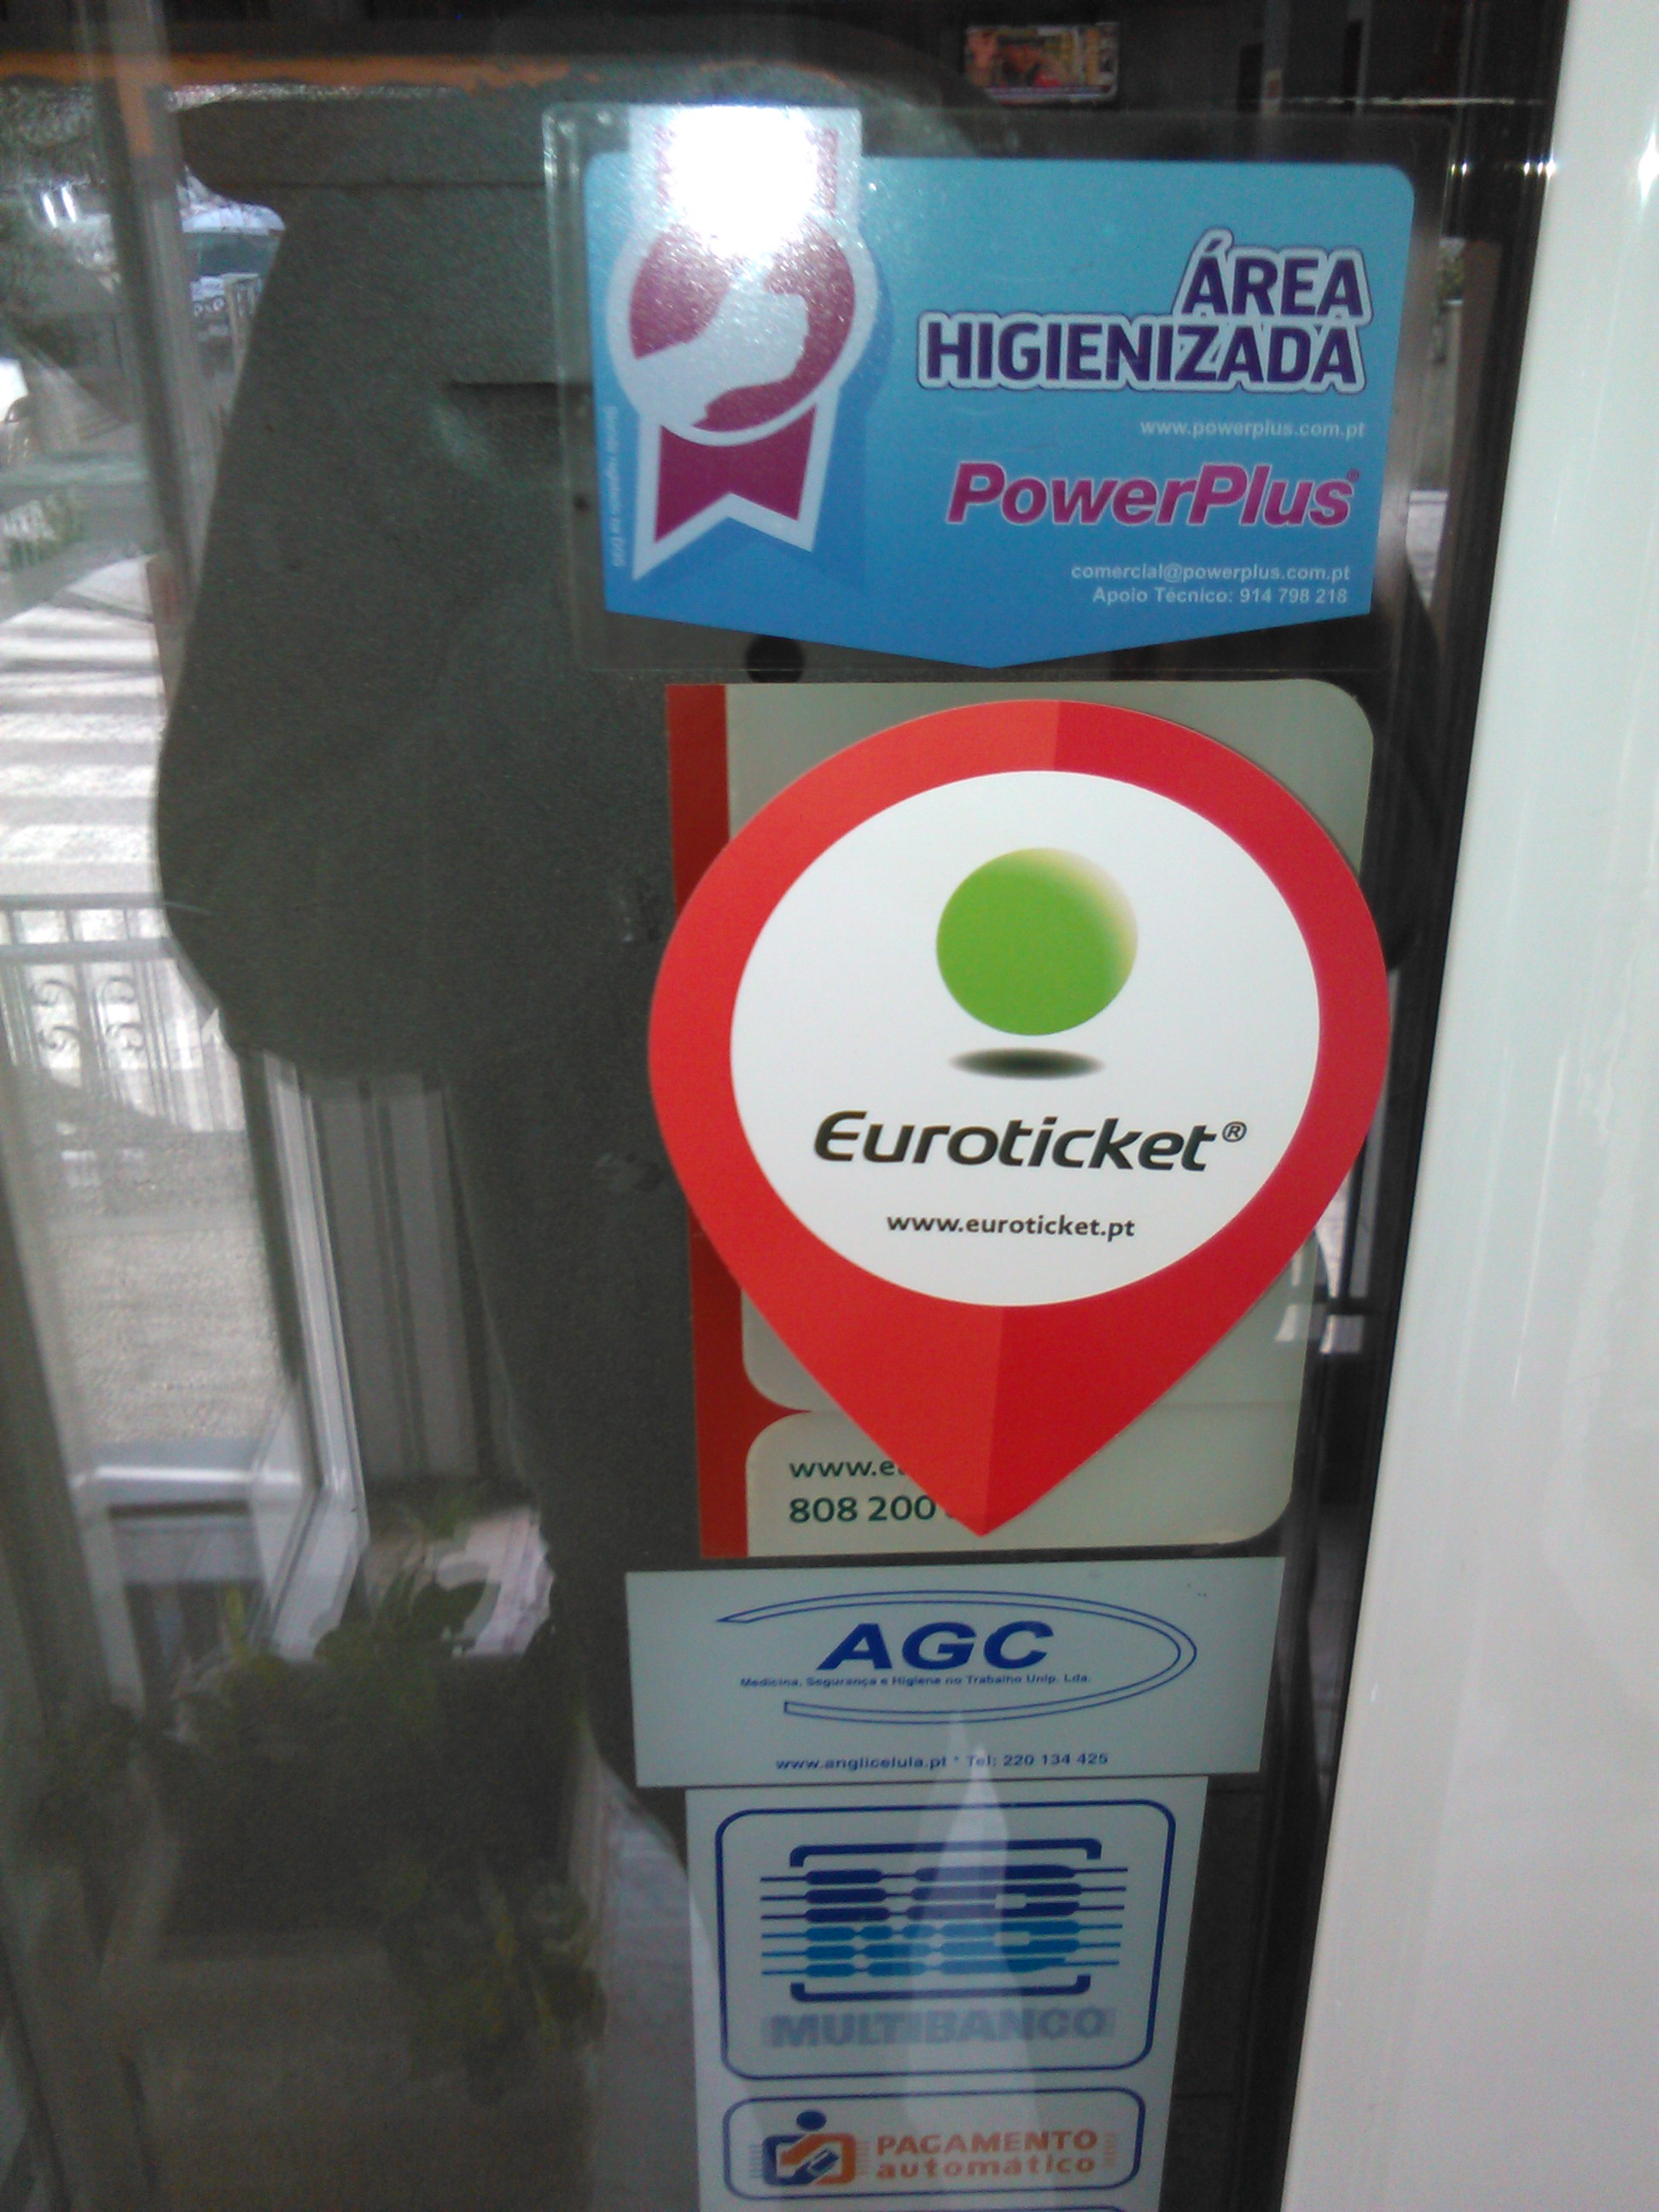 ÁREA
HIGIENIZADA
www.powerplus.com.pt
PowerPlus®
comercial@powerplus.com.pt
Apoio Técnico: 914 798 218
Euroticket®
www.euroticket.pt
808 200
AGC
Medicina, Segurança e Higiene no Trabalho Unip. Lda.
www.anglicelula.pt * Tel: 220 134 425
MULTIBANCO
PAGAMENTO
automático